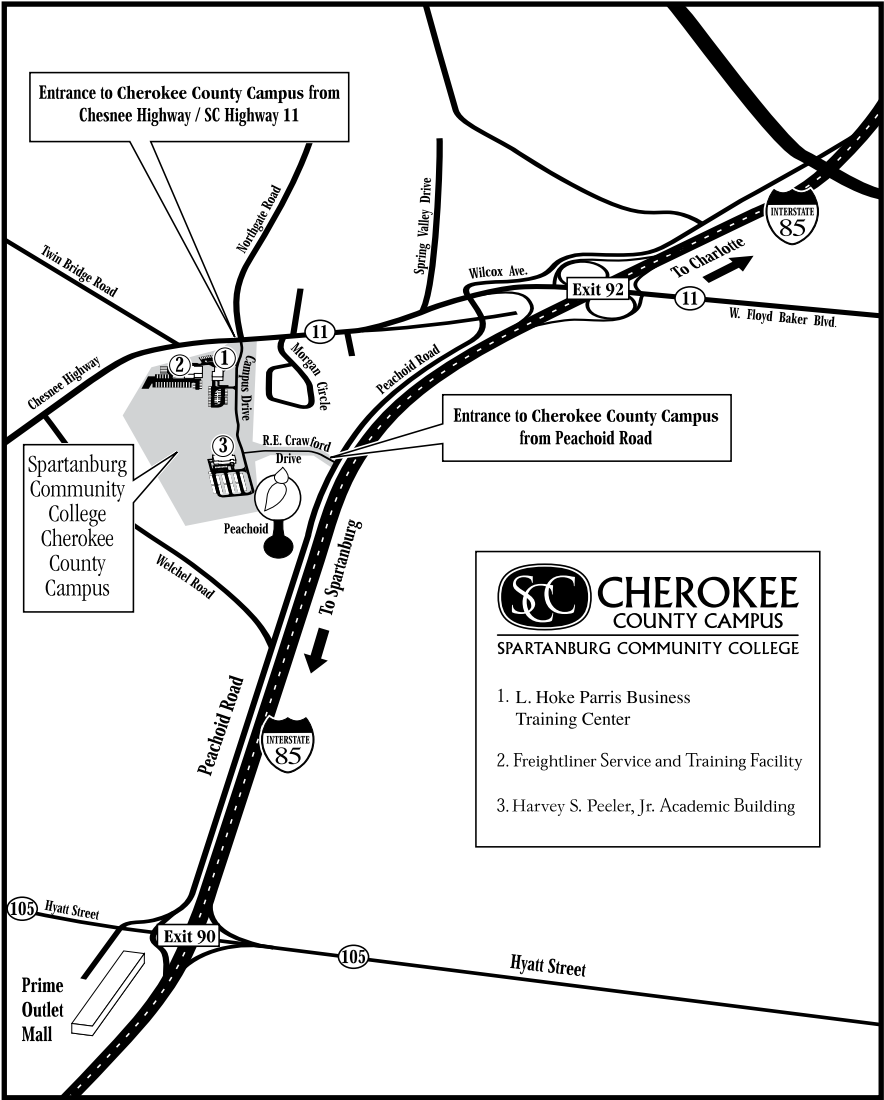 Entrance to Cherokee County Campus from
Chesnee Highway / SC Highway 11
Northgate Road
Spring Valley Drive
Twin Bridge Road
INTERSTATE
85
To Charlotte
Wilcox Ave.
Exit 92
11
W. Floyd Baker Blvd.
11
Chesnee Highway
1
2
Campus Drive
Morgan Circle
Peachoid Road
Entrance to Cherokee County Campus
from Peachoid Road
3
R.E. Crawford
Drive
Spartanburg
Community
College
Cherokee
County
Campus
Peachoid
Welchel Road
To Spartanburg
SCC
CHEROKEE
COUNTY CAMPUS
SPARTANBURG COMMUNITY COLLEGE
1. L. Hoke Parris Business
Training Center
2. Freightliner Service and Training Facility
3. Harvey S. Peeler, Jr. Academic Building
Peachoid Road
INTERSTATE
85
105
Hyatt Street
Exit 90
105
Hyatt Street
Prime
Outlet
Mall